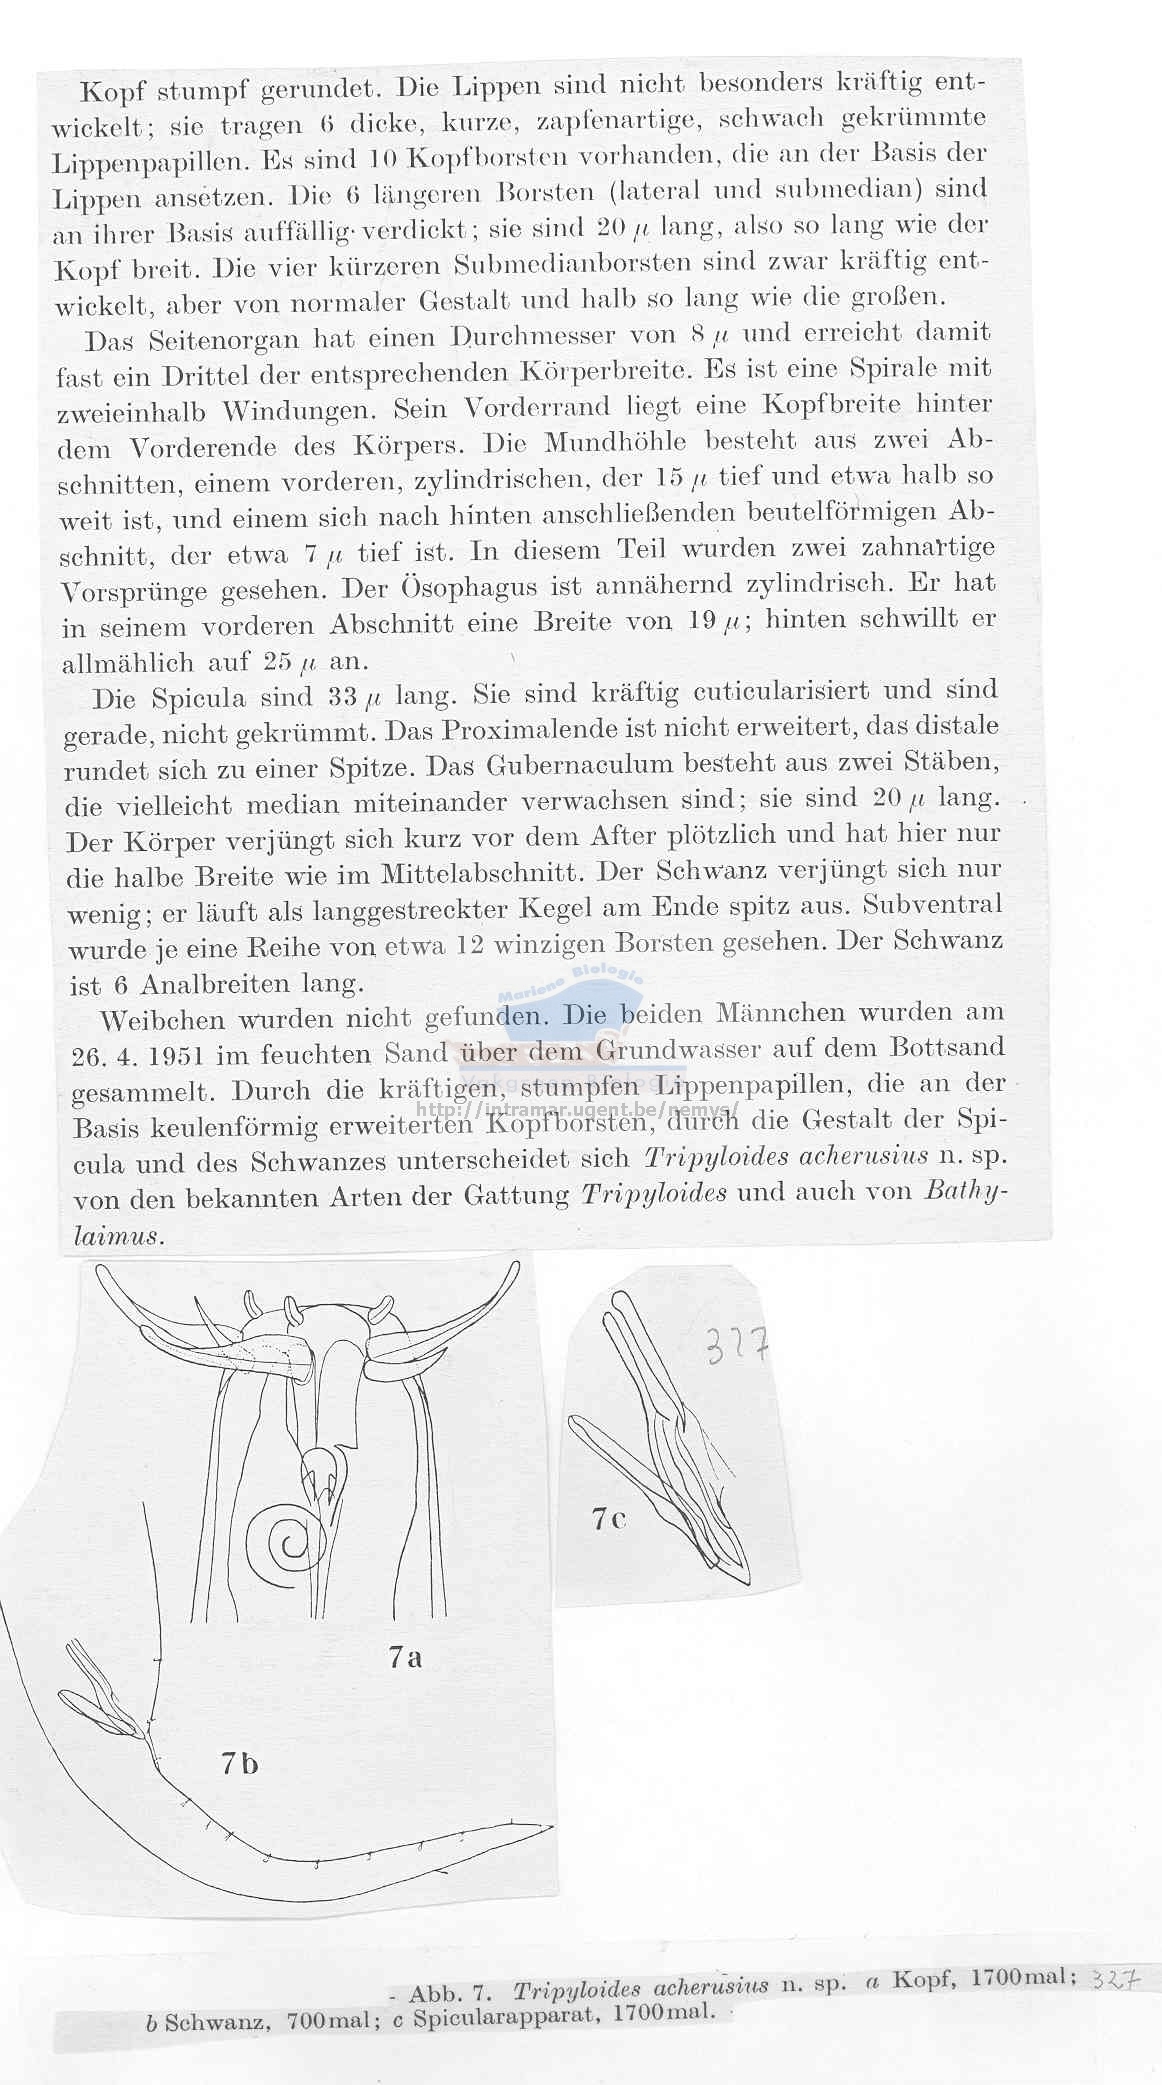 Kopf stumpf gerundet. Die Lippen sind nicht besonders kräftig ent-
wickelt; sie tragen 6 dicke, kurze, zapfenartige, schwach gekrümmte
Lippenpapillen. Es sind 10 Kopfborsten vorhanden, die an der Basis der
Lippen ansetzen. Die 6 längeren Borsten (lateral und submedian) sind
an ihrer Basis auffällig verdickt; sie sind 20 μ lang, also so lang wie der
Kopf breit. Die vier kürzeren Submedianborsten sind zwar kräftig ent-
wickelt, aber von normaler Gestalt und halb so lang wie die großen.
Das Seitenorgan hat einen Durchmesser von 8 μ und erreicht damit
fast ein Drittel der entsprechenden Körperbreite. Es ist eine Spirale mit
zweieinhalb Windungen. Sein Vorderrand liegt eine Kopfbreite hinter
dem Vorderende des Körpers. Die Mundhöhle besteht aus zwei Ab-
schnitten, einem vorderen, zylindrischen, der 15 μ tief und etwa halb so
weit ist, und einem sich nach hinten anschließenden beutelförmigen Ab-
schnitt, der etwa 7 μ tief ist. In diesem Teil wurden zwei zahnartige
Vorsprünge gesehen. Der Ösophagus ist annähernd zylindrisch. Er hat
in seinem vorderen Abschnitt eine Breite von 19 μ; hinten schwillt er
allmählich auf 25 μ an.
Die Spicula sind 33 μ lang. Sie sind kräftig cuticularisiert und sind
gerade, nicht gekrümmt. Das Proximalende ist nicht erweitert, das distale
rundet sich zu einer Spitze. Das Gubernaculum besteht aus zwei Stäben,
die vielleicht median miteinander verwachsen sind; sie sind 20 μ lang.
Der Körper verjüngt sich kurz vor dem After plötzlich und hat hier nur
die halbe Breite wie im Mittelabschnitt. Der Schwanz verjüngt sich nur
wenig; er läuft als langgestreckter Kegel am Ende spitz aus. Subventral
wurde je eine Reihe von etwa 12 winzigen Borsten gesehen. Der Schwanz
ist 6 Analbreiten lang.
Mariene Biologie
Weibchen wurden nicht gefunden. Die beiden Männchen wurden am
26. 4. 1951 im feuchten Sand über dem Grundwasser auf dem Bottsand
Vakgroep Biologie
gesammelt. Durch die kräftigen, stumpfen Lippenpapillen, die an der
http://intramar.ugent.be/nemys/
Basis keulenförmig erweiterten Kopfborsten, durch die Gestalt der Spi-
cula und des Schwanzes unterscheidet sich Tripyloides acherusius n. sp.
von den bekannten Arten der Gattung Tripyloides und auch von Bathy-
laimus.
327
7c
7a
7b
- Abb. 7. Tripyloides acherusius n. sp. a Kopf, 1700mal; 327
b Schwanz, 700mal; c Spicularapparat, 1700mal.